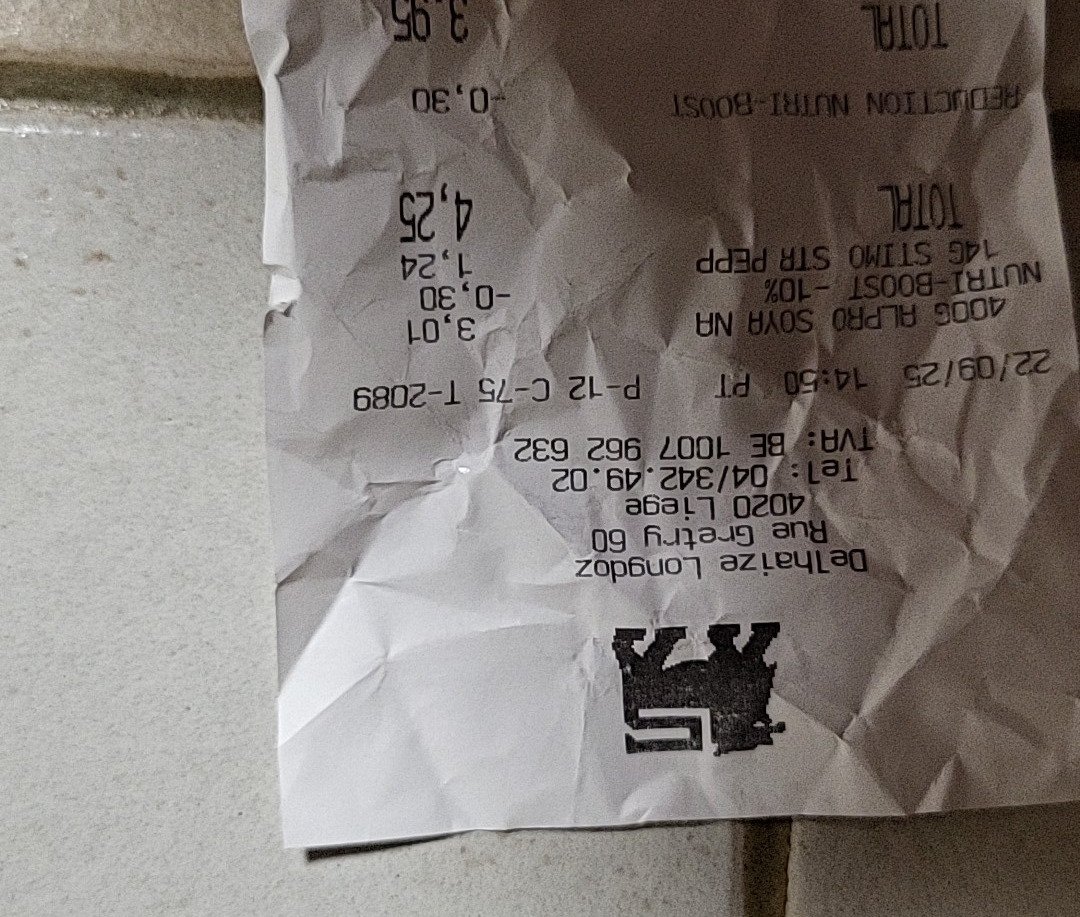 Delhaize Longdoz
Rue Gretry 60
4020 Liege
Tel: 04/342.49.02
TVA: BE 1007 962 632
22/09/25 14:50 PT P-12 C-75 T-2089
400G ALPRO SOYA NA 3,01
NUTRI-BOOST -10% -0,30
14G STIMO STR PEPP 1,24
TOTAL 4,25
REDUCTION NUTRI-BOOST -0,30
TOTAL 3,95